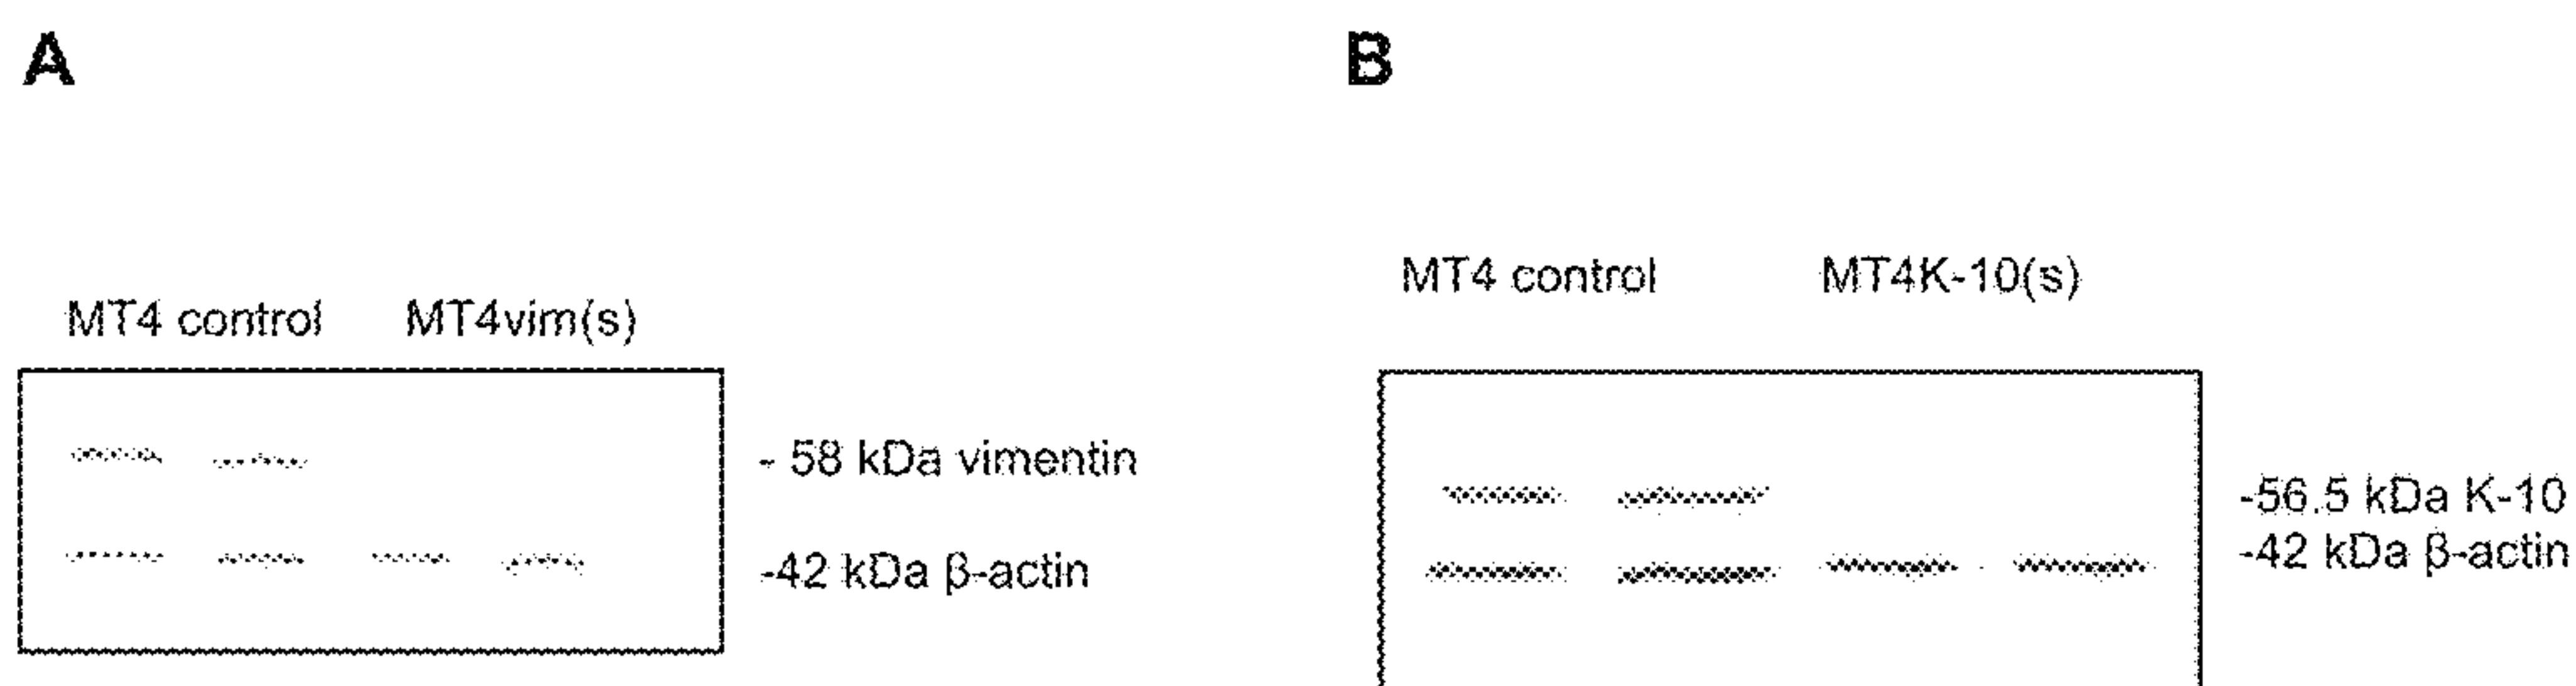 A
B
MT4 control
MT4vim(s)
- 58 kDa vimentin
-42 kDa β-actin
MT4 control
MT4K-10(s)
-56.5 kDa K-10
-42 kDa β-actin